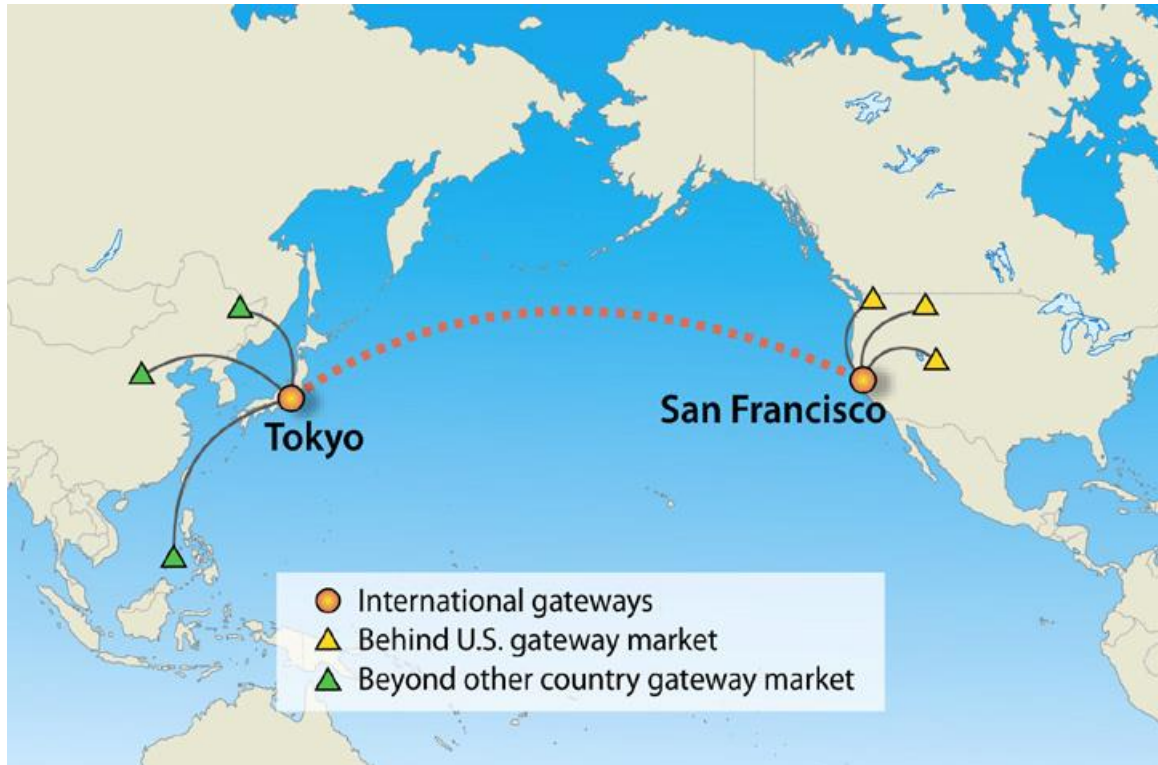 Tokyo
San Francisco
International gateways
Behind U.S. gateway market
Beyond other country gateway market